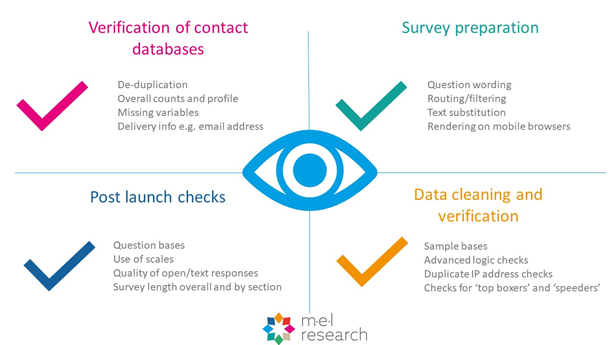 Verification of contact
databases
De-duplication
Overall counts and profile
Missing variables
Delivery info e.g. email address
Survey preparation
Question wording
Routing/filtering
Text substitution
Rendering on mobile browsers
Post launch checks
Question bases
Use of scales
Quality of open/text responses
Survey length overall and by section
Data cleaning and
verification
Sample bases
Advanced logic checks
Duplicate IP address checks
Checks for ‘top boxers’ and ‘speeders’
m·e·l
research